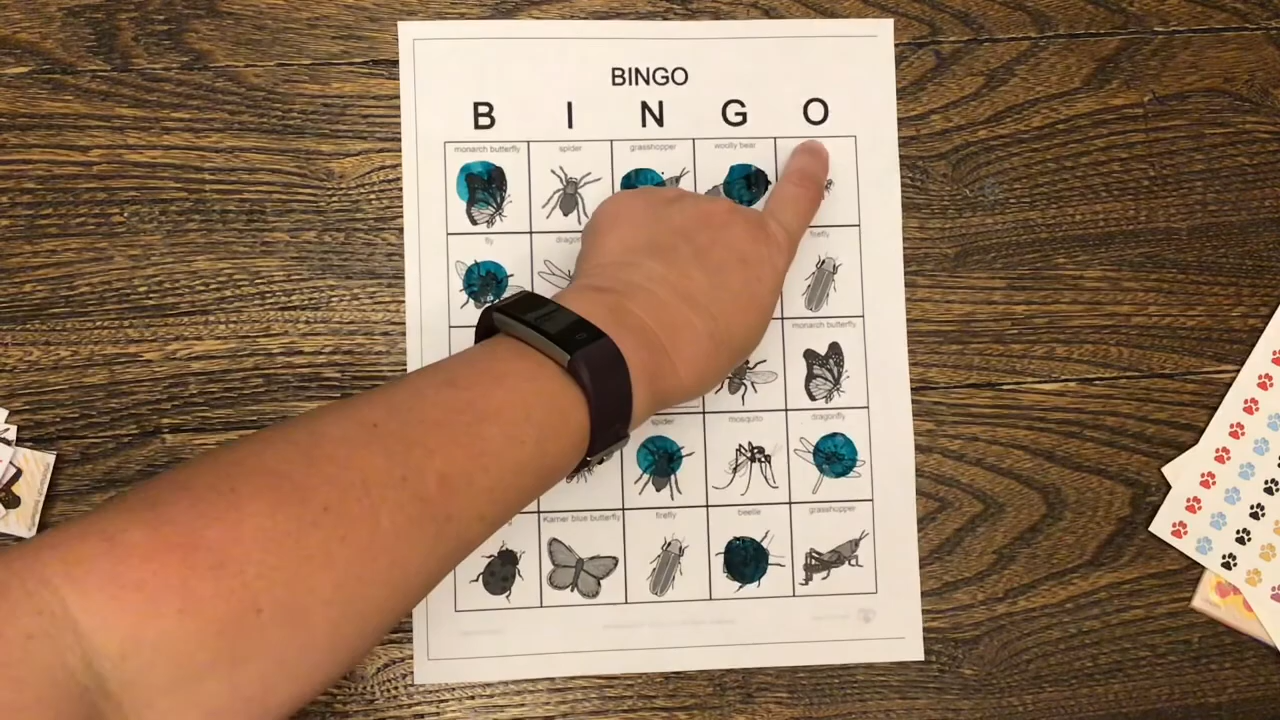 BINGO
B I N G O
monarch butterfly spider grasshopper woolly bear
fly firefly
monarch butterfly
spider mosquito dragonfly
Karner blue butterfly firefly beetle grasshopper